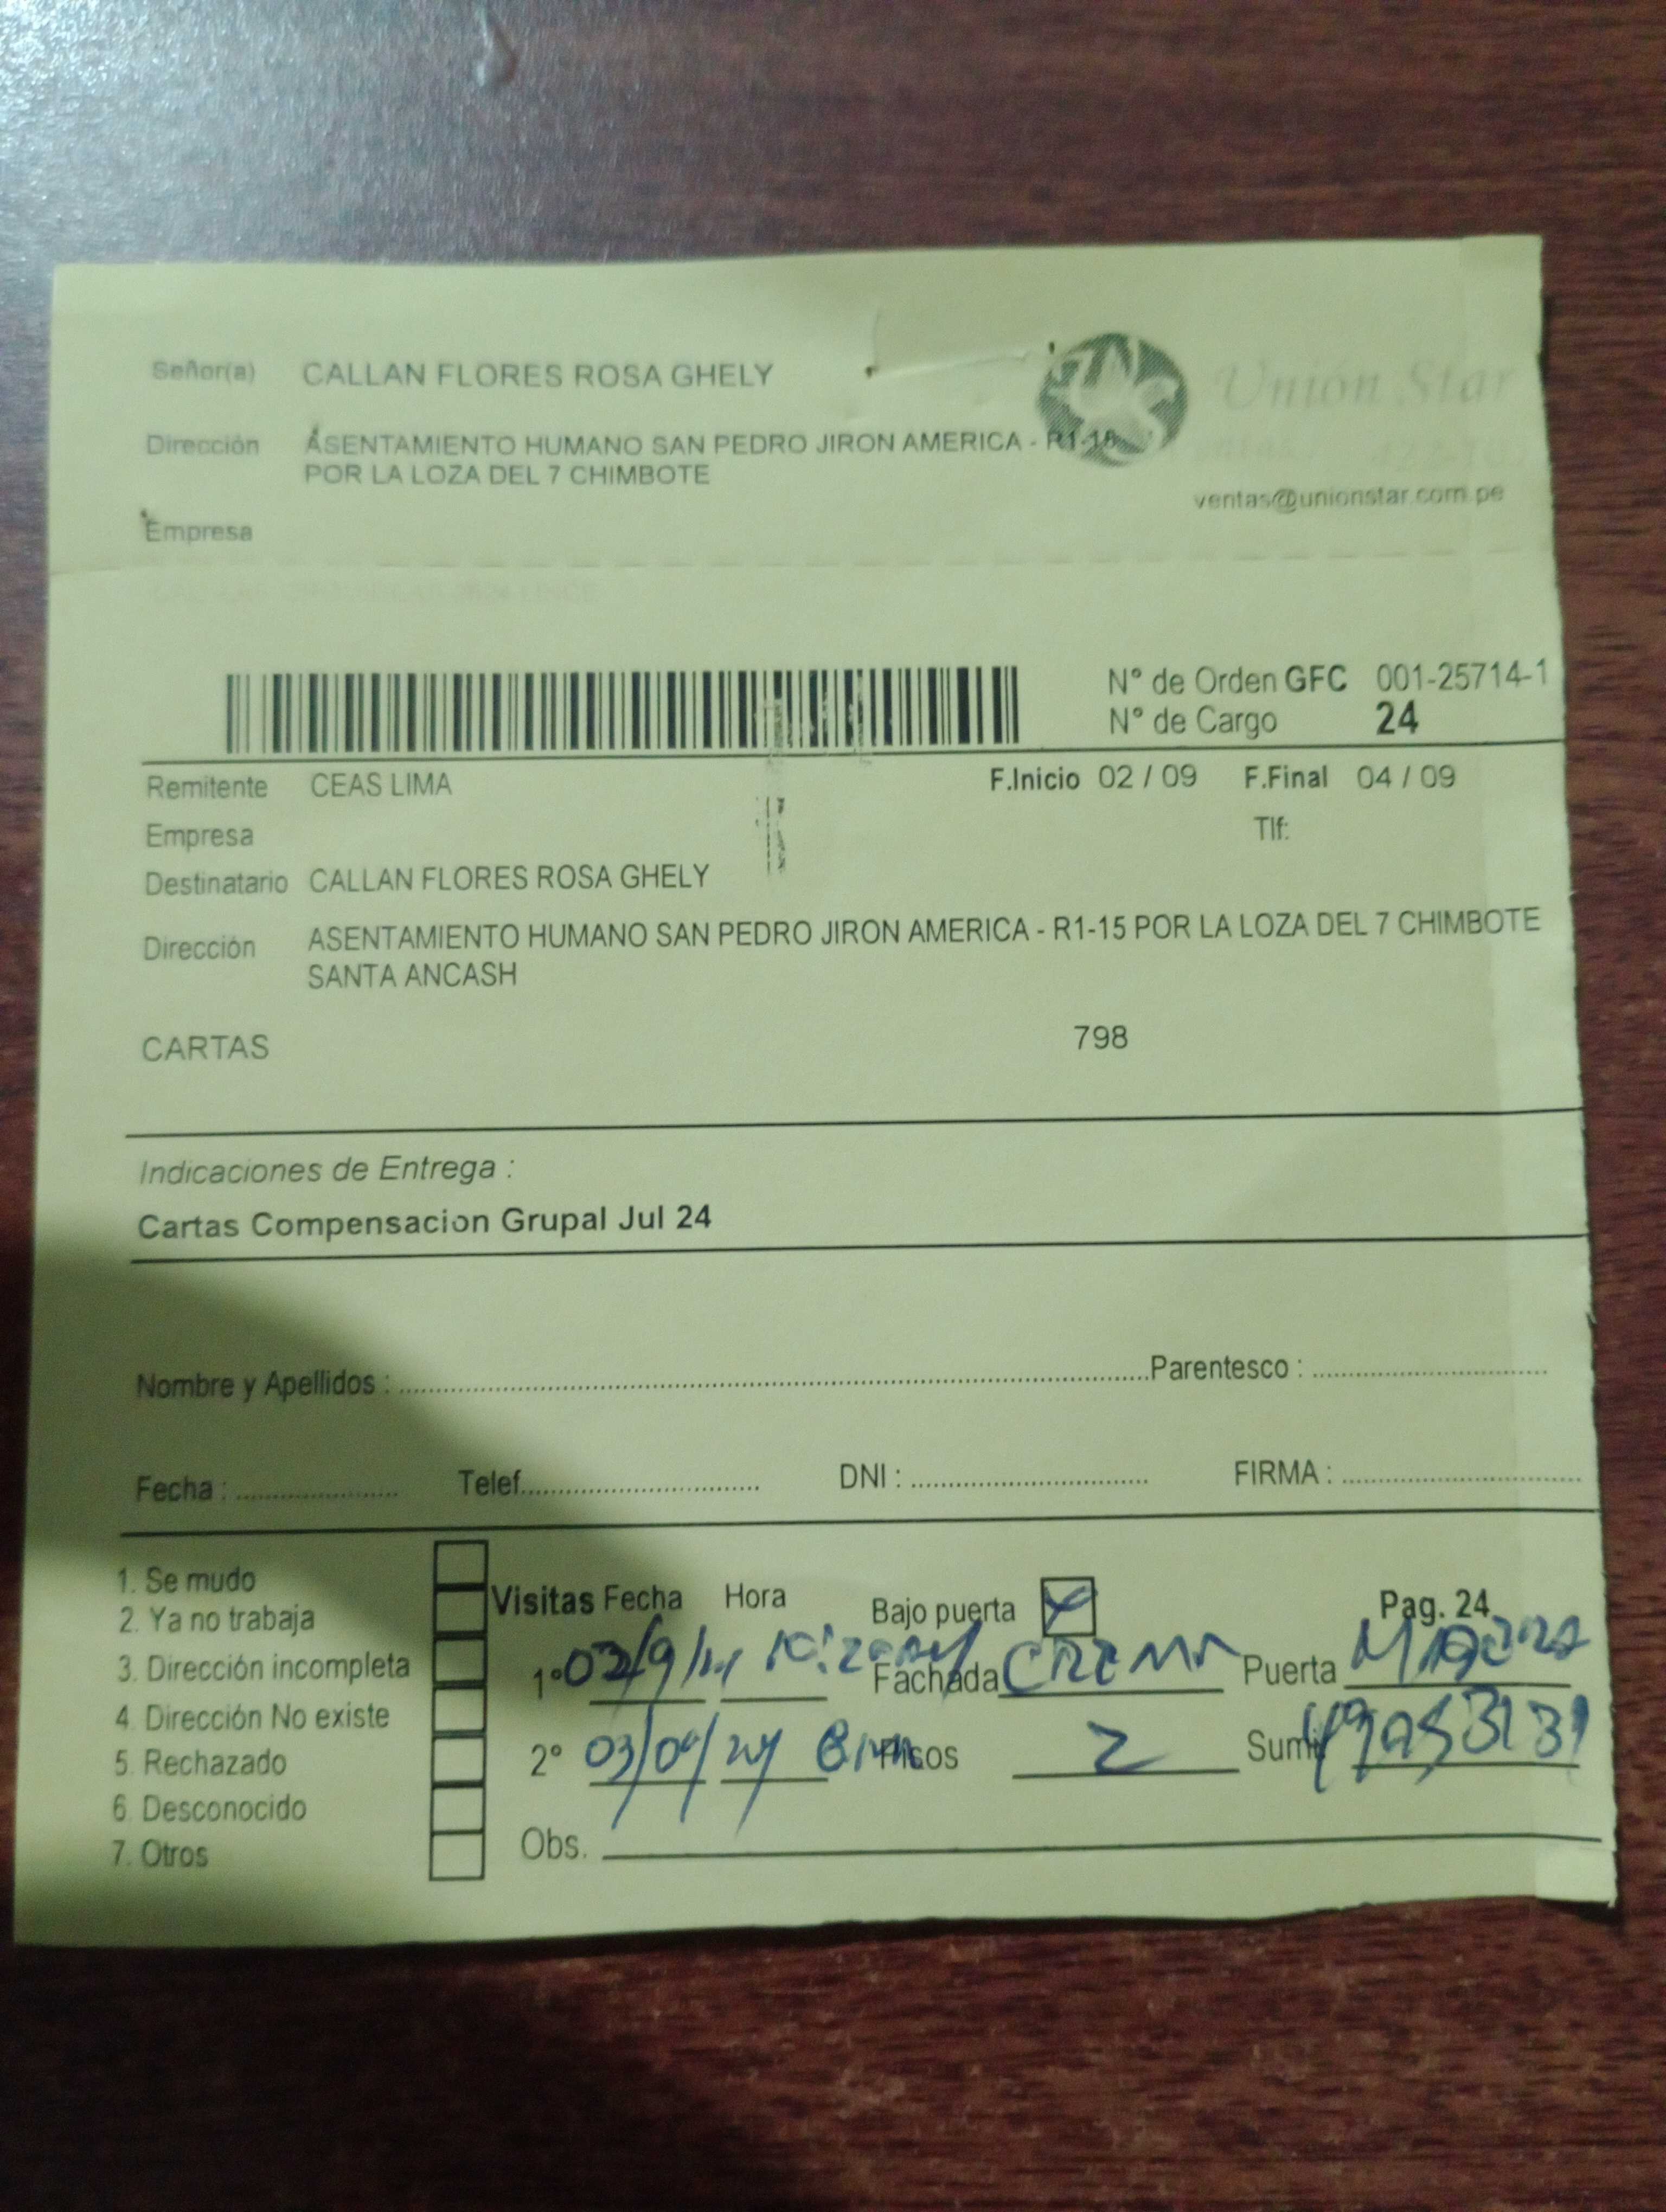 Señor(a) CALLAN FLORES ROSA GHELY
Unión Star
Dirección ASENTAMIENTO HUMANO SAN PEDRO JIRON AMERICA - R1-15
POR LA LOZA DEL 7 CHIMBOTE
ventas@unionstar.com.pe
Empresa
N° de Orden GFC 001-25714-1
N° de Cargo 24
Remitente CEAS LIMA F.Inicio 02 / 09 F.Final 04 / 09
Empresa Tlf:
Destinatario CALLAN FLORES ROSA GHELY
Dirección ASENTAMIENTO HUMANO SAN PEDRO JIRON AMERICA - R1-15 POR LA LOZA DEL 7 CHIMBOTE
SANTA ANCASH
CARTAS 798
Indicaciones de Entrega :
Cartas Compensacion Grupal Jul 24
Nombre y Apellidos : Parentesco :
Fecha : Telef. DNI : FIRMA :
1. Se mudo
2. Ya no trabaja
3. Dirección incompleta
4. Dirección No existe
5. Rechazado
6. Desconocido
7. Otros
Visitas Fecha Hora Bajo puerta X Pag. 24
1° Fachada CREMA Puerta
2° 03/09/24 Pisos 2
Obs.